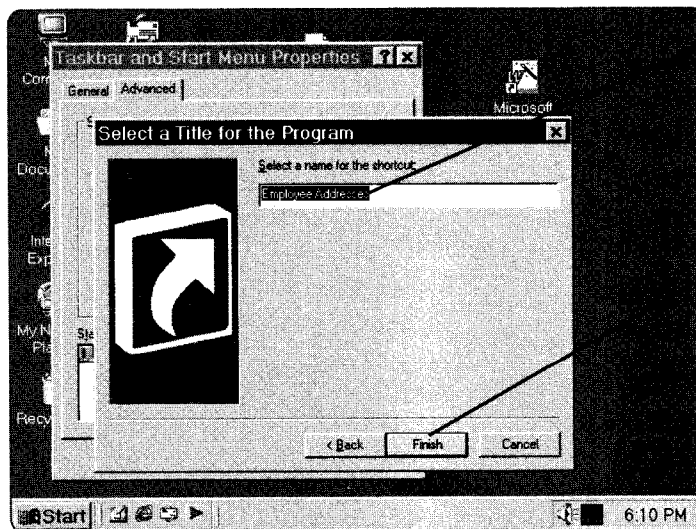 Taskbar and Start Menu Properties
General Advanced
Microsoft
Select a Title for the Program
Select a name for the shortcut:
Employee Addresses
< Back Finish Cancel
Start 6:10 PM